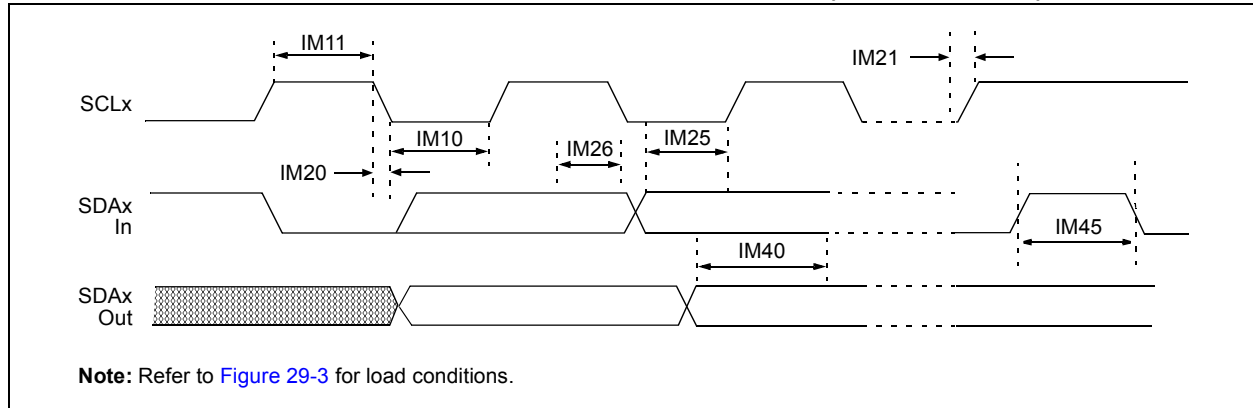 IM11
IM21
SCLx
IM10
IM26
IM25
IM20
SDAx
In
IM45
IM40
SDAx
Out
Note: Refer to Figure 29-3 for load conditions.